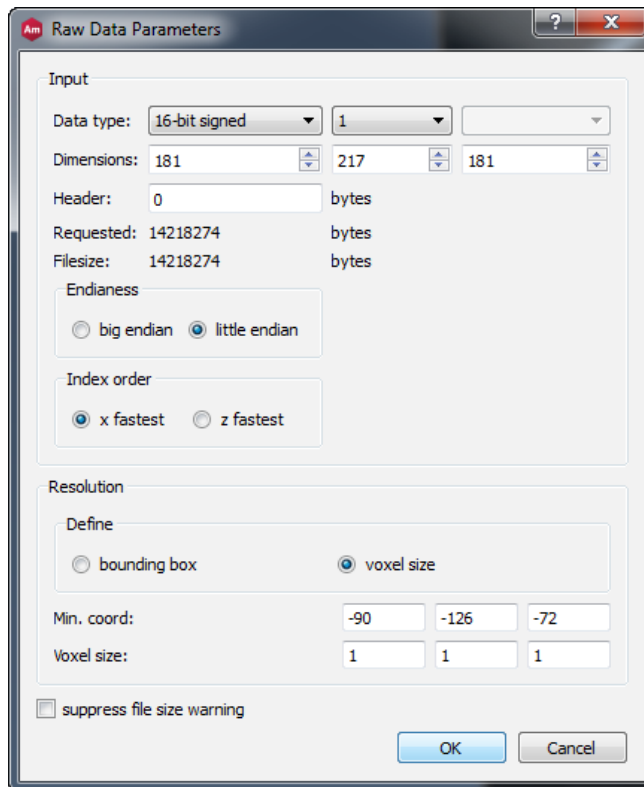 Am Raw Data Parameters ? X
Input
Data type: 16-bit signed 1
Dimensions: 181 217 181
Header: 0 bytes
Requested: 14218274 bytes
Filesize: 14218274 bytes
Endianess
big endian little endian
Index order
x fastest z fastest
Resolution
Define
bounding box voxel size
Min. coord: -90 -126 -72
Voxel size: 1 1 1
suppress file size warning
OK Cancel